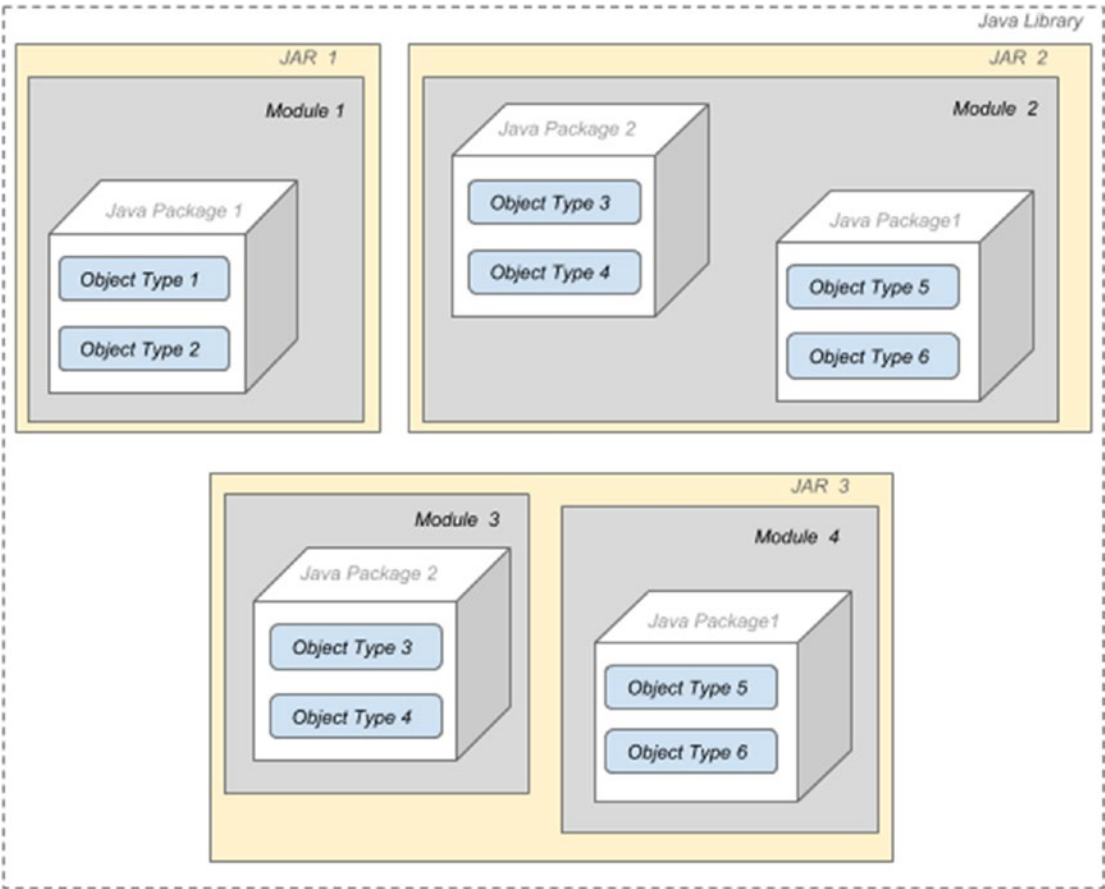 Java Library
JAR 1
Module 1
Java Package 1
Object Type 1
Object Type 2
JAR 2
Module 2
Java Package 2
Object Type 3
Object Type 4
Java Package1
Object Type 5
Object Type 6
JAR 3
Module 3
Java Package 2
Object Type 3
Object Type 4
Module 4
Java Package1
Object Type 5
Object Type 6